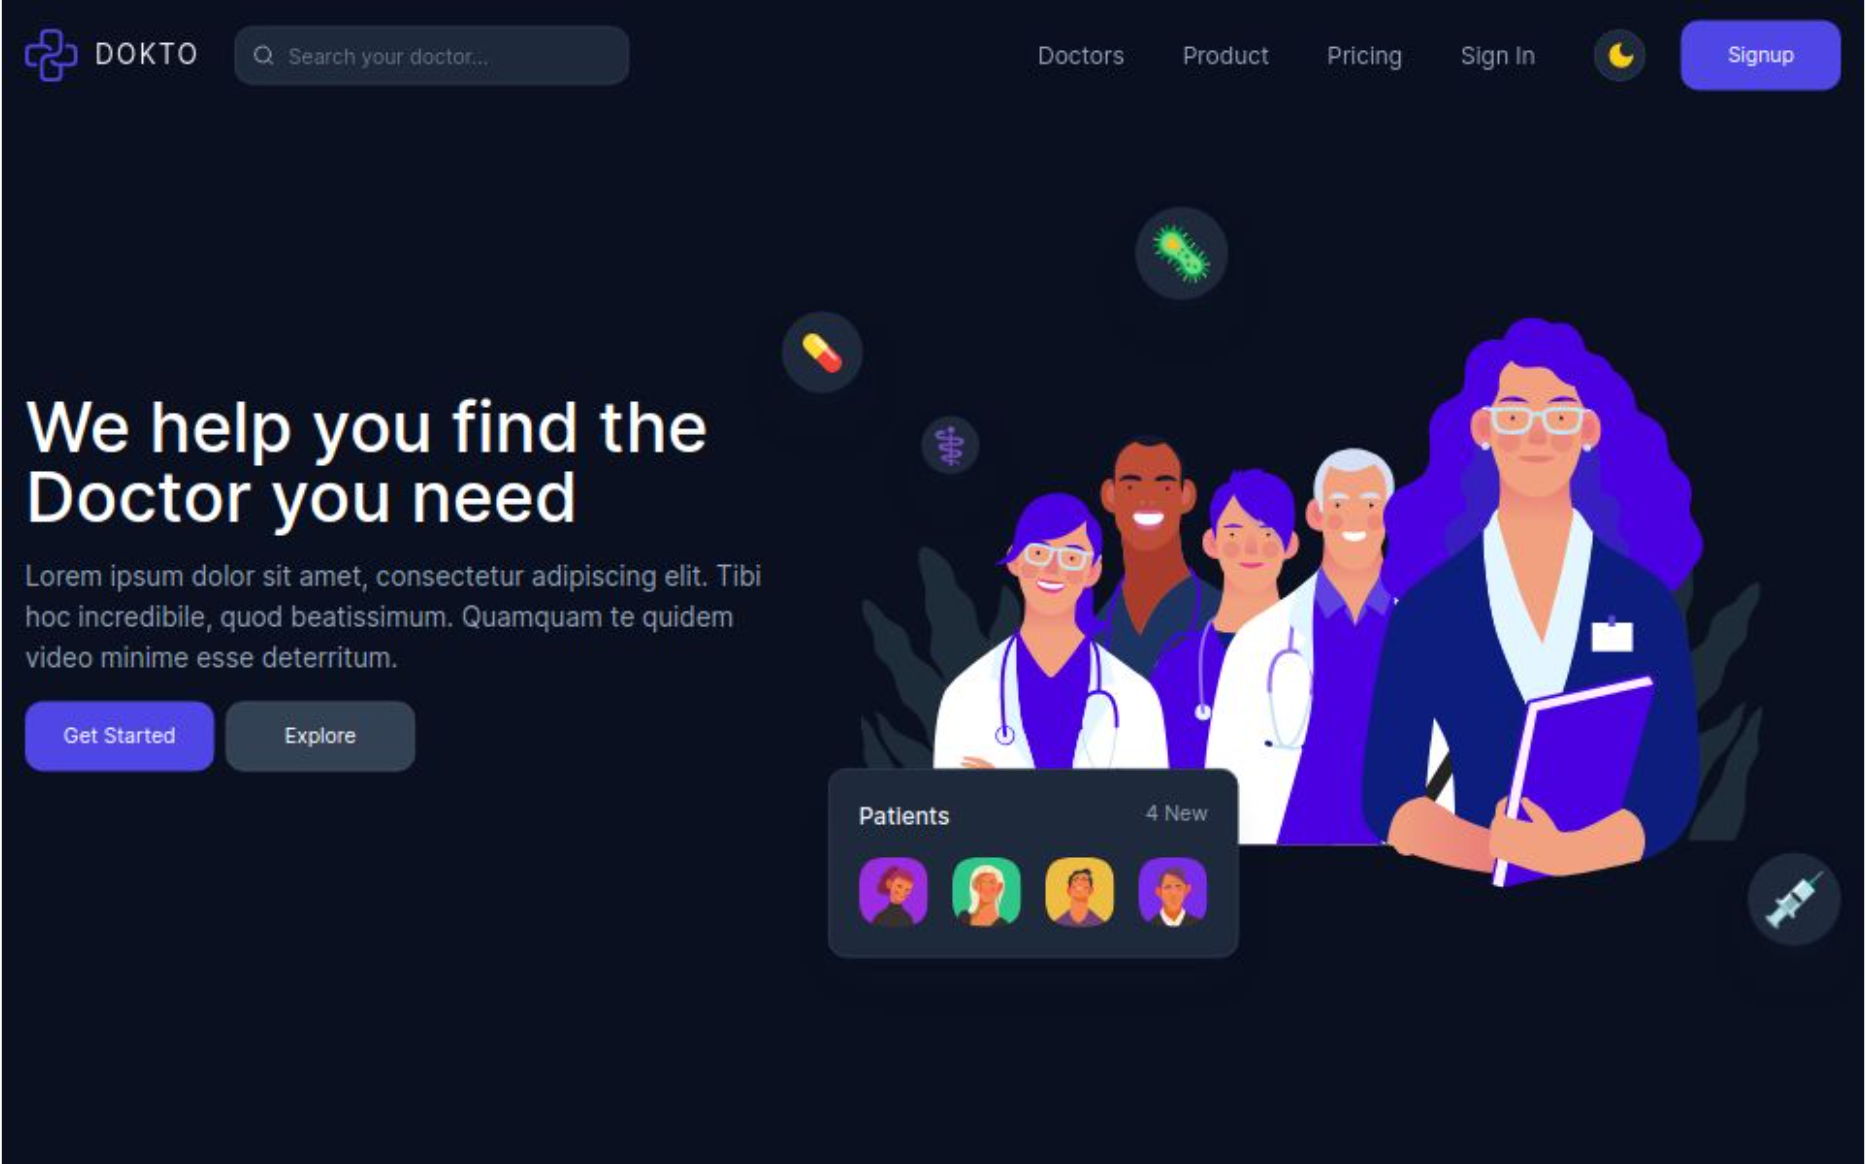 DOKTO
Search your doctor...
Doctors
Product
Pricing
Sign In
Signup
We help you find the
Doctor you need
Lorem ipsum dolor sit amet, consectetur adipiscing elit. Tibi
hoc incredibile, quod beatissimum. Quamquam te quidem
video minime esse deterritum.
Get Started
Explore
Patients
4 New